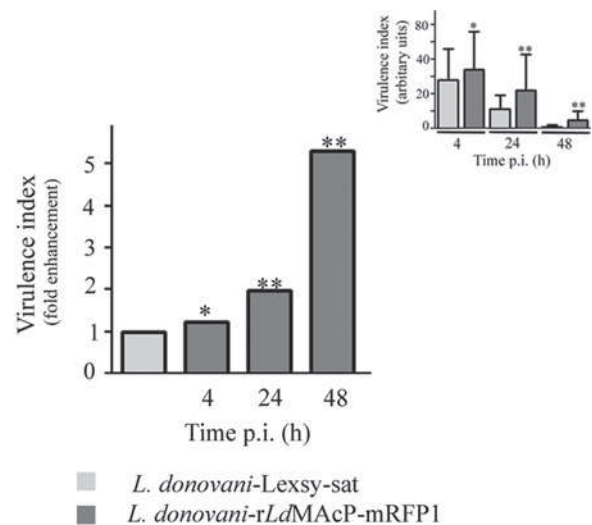 Virulence index
(fold enhancement)
5
4
3
2
1
0
*
**
**
4 24 48
Time p.i. (h)
Virulence index
(arbitary uits)
80
60
20
0
*
**
**
4 24 48
Time p.i. (h)
L. donovani-Lexsy-sat
L. donovani-rLdMAcP-mRFP1